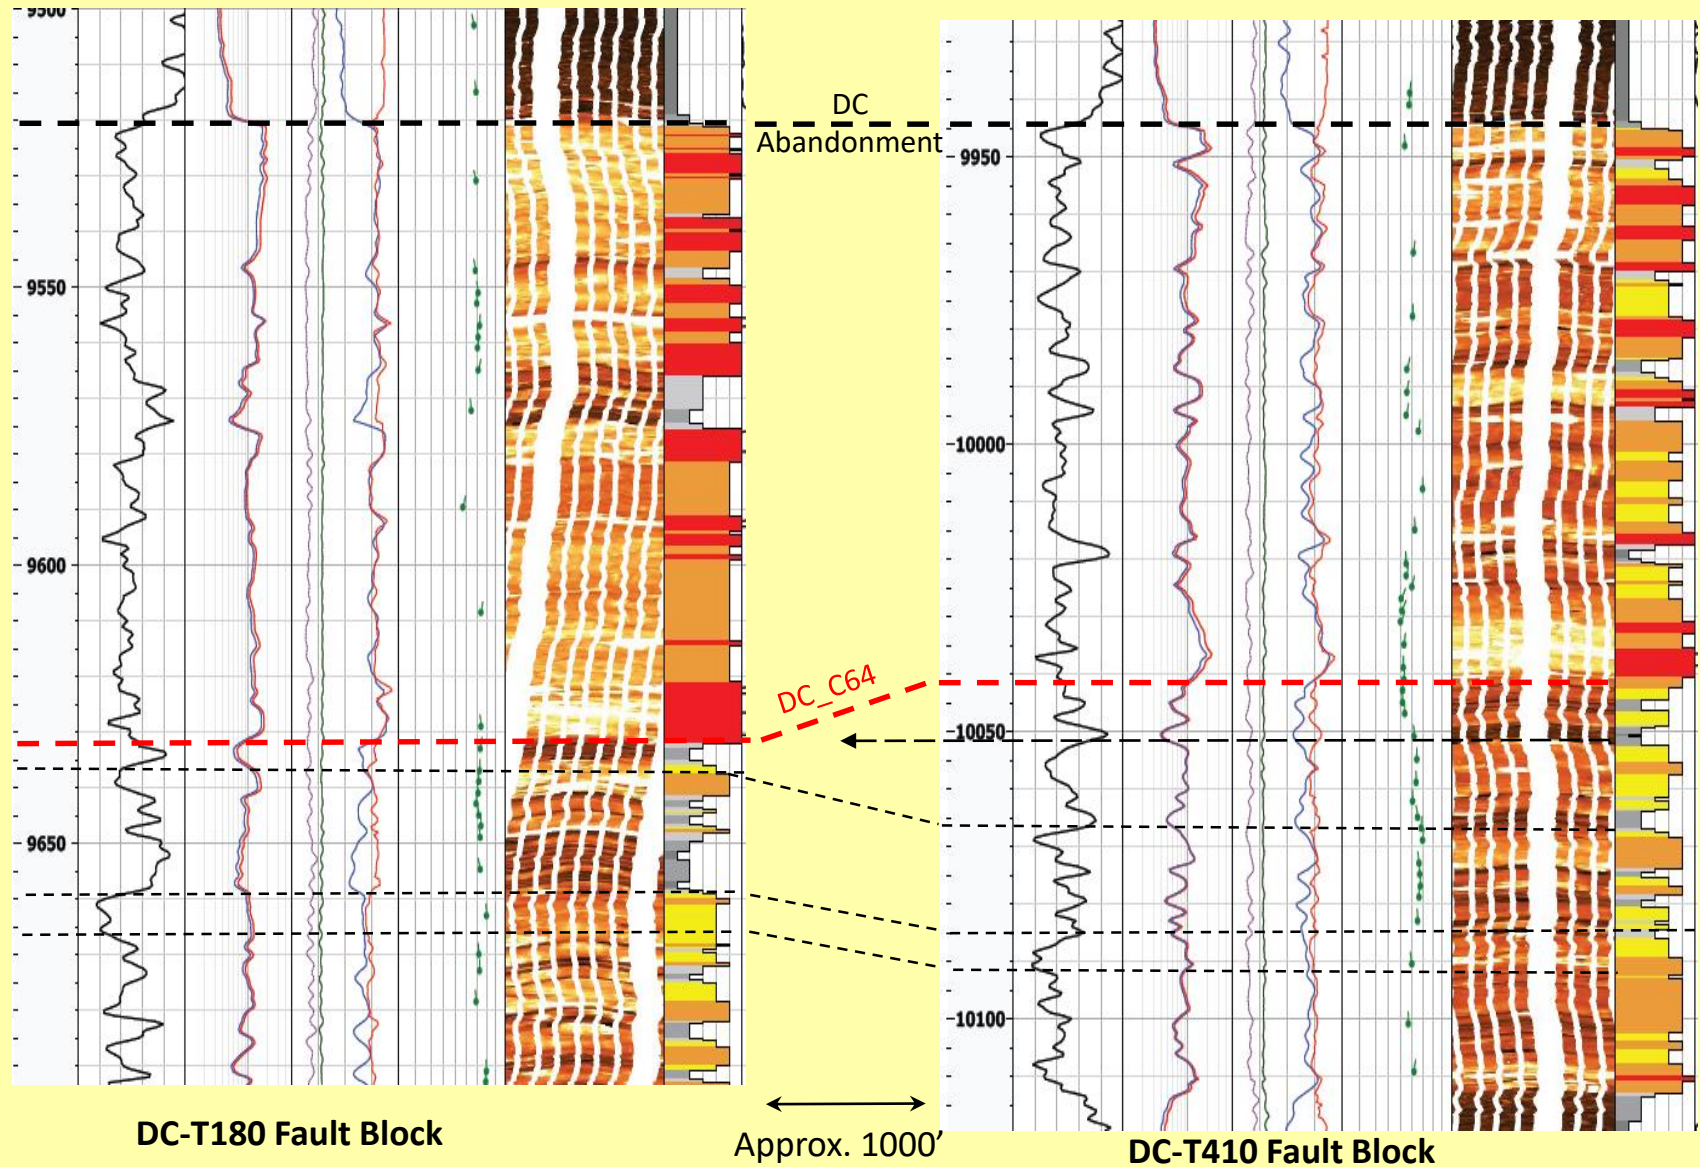 9500
DC
Abandonment
9950
9550
10000
9600
DC_C64
10050
9650
10100
DC-T180 Fault Block
Approx. 1000’
DC-T410 Fault Block